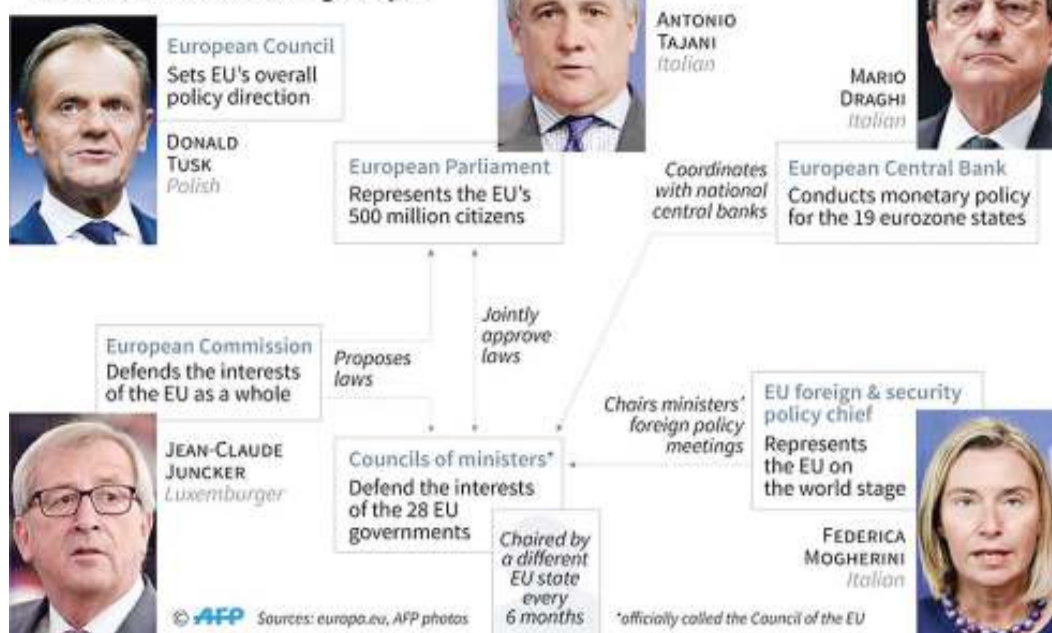 European Council
Sets EU's overall
policy direction
DONALD
TUSK
Polish
ANTONIO
TAJANI
Italian
European Parliament
Represents the EU's
500 million citizens
MARIO
DRAGHI
Italian
European Central Bank
Conducts monetary policy
for the 19 eurozone states
Coordinates
with national
central banks
European Commission
Defends the interests
of the EU as a whole
JEAN-CLAUDE
JUNCKER
Luxemburger
Proposes
laws
Jointly
approve
laws
Councils of ministers*
Defend the interests
of the 28 EU
governments
Chaired by
a different
EU state
every
6 months
Chairs ministers'
foreign policy
meetings
EU foreign & security
policy chief
Represents
the EU on
the world stage
FEDERICA
MOGHERINI
Italian
© AFP Sources: europa.eu, AFP photos
*officially called the Council of the EU